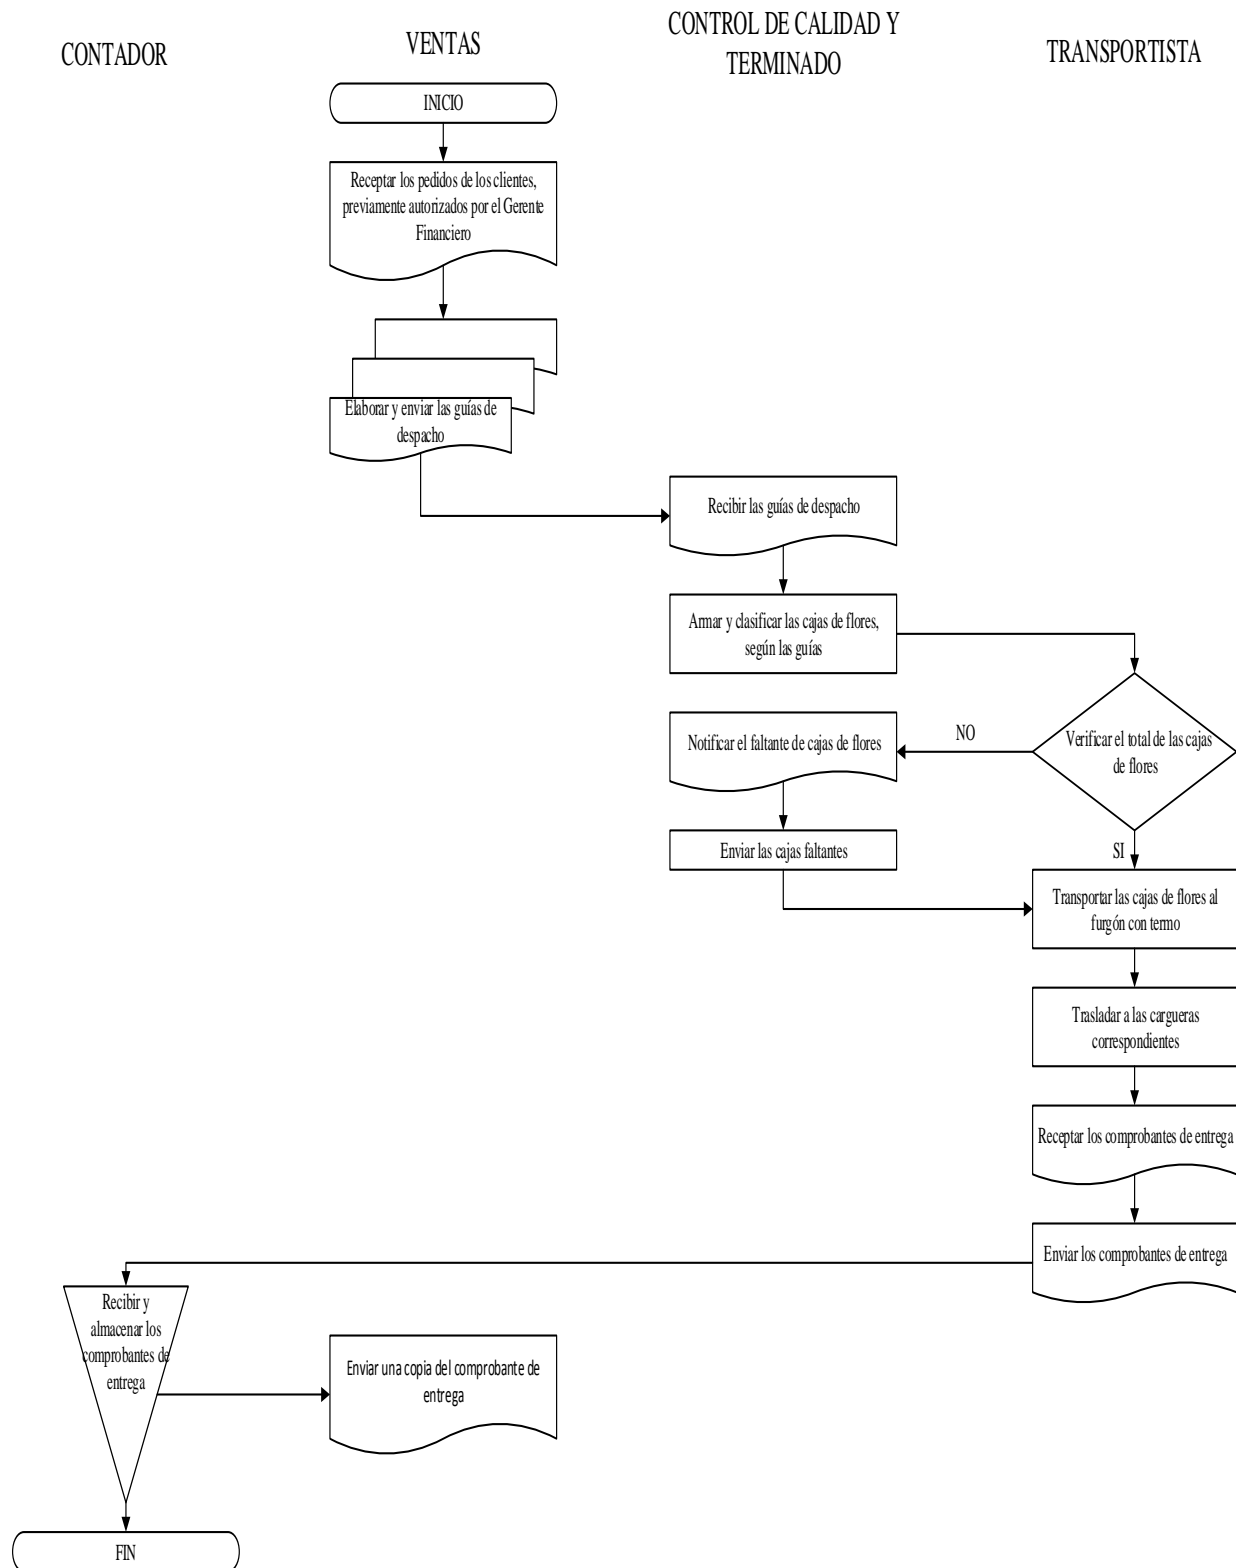 CONTADOR
VENTAS
CONTROL DE CALIDAD Y
TERMINADO
TRANSPORTISTA
INICIO
Receptar los pedidos de los clientes,
previamente autorizados por el Gerente
Financiero
Elaborar y enviar las guías de
despacho
Recibir las guías de despacho
Armar y clasificar las cajas de flores,
según las guías
Verificar el total de las cajas
de flores
NO
Notificar el faltante de cajas de flores
Enviar las cajas faltantes
SI
Transportar las cajas de flores al
furgón con termo
Trasladar a las cargueras
correspondientes
Receptar los comprobantes de entrega
Enviar los comprobantes de entrega
Recibir y
almacenar los
comprobantes de
entrega
Enviar una copia del comprobante de
entrega
FIN